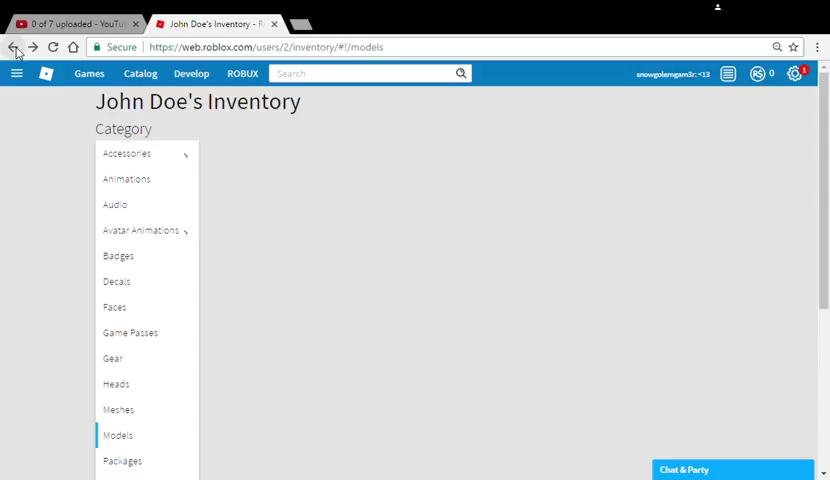 0 of 7 uploaded - YouTu
John Doe's Inventory - R
Secure
https://web.roblox.com/users/2/inventory/#!/models
Games
Catalog
Develop
ROBUX
Search
snowgolemgam3r: <13
R$ 0
1
John Doe's Inventory
Category
Accessories
Animations
Audio
Avatar Animations
Badges
Decals
Faces
Game Passes
Gear
Heads
Meshes
Models
Packages
Chat & Party